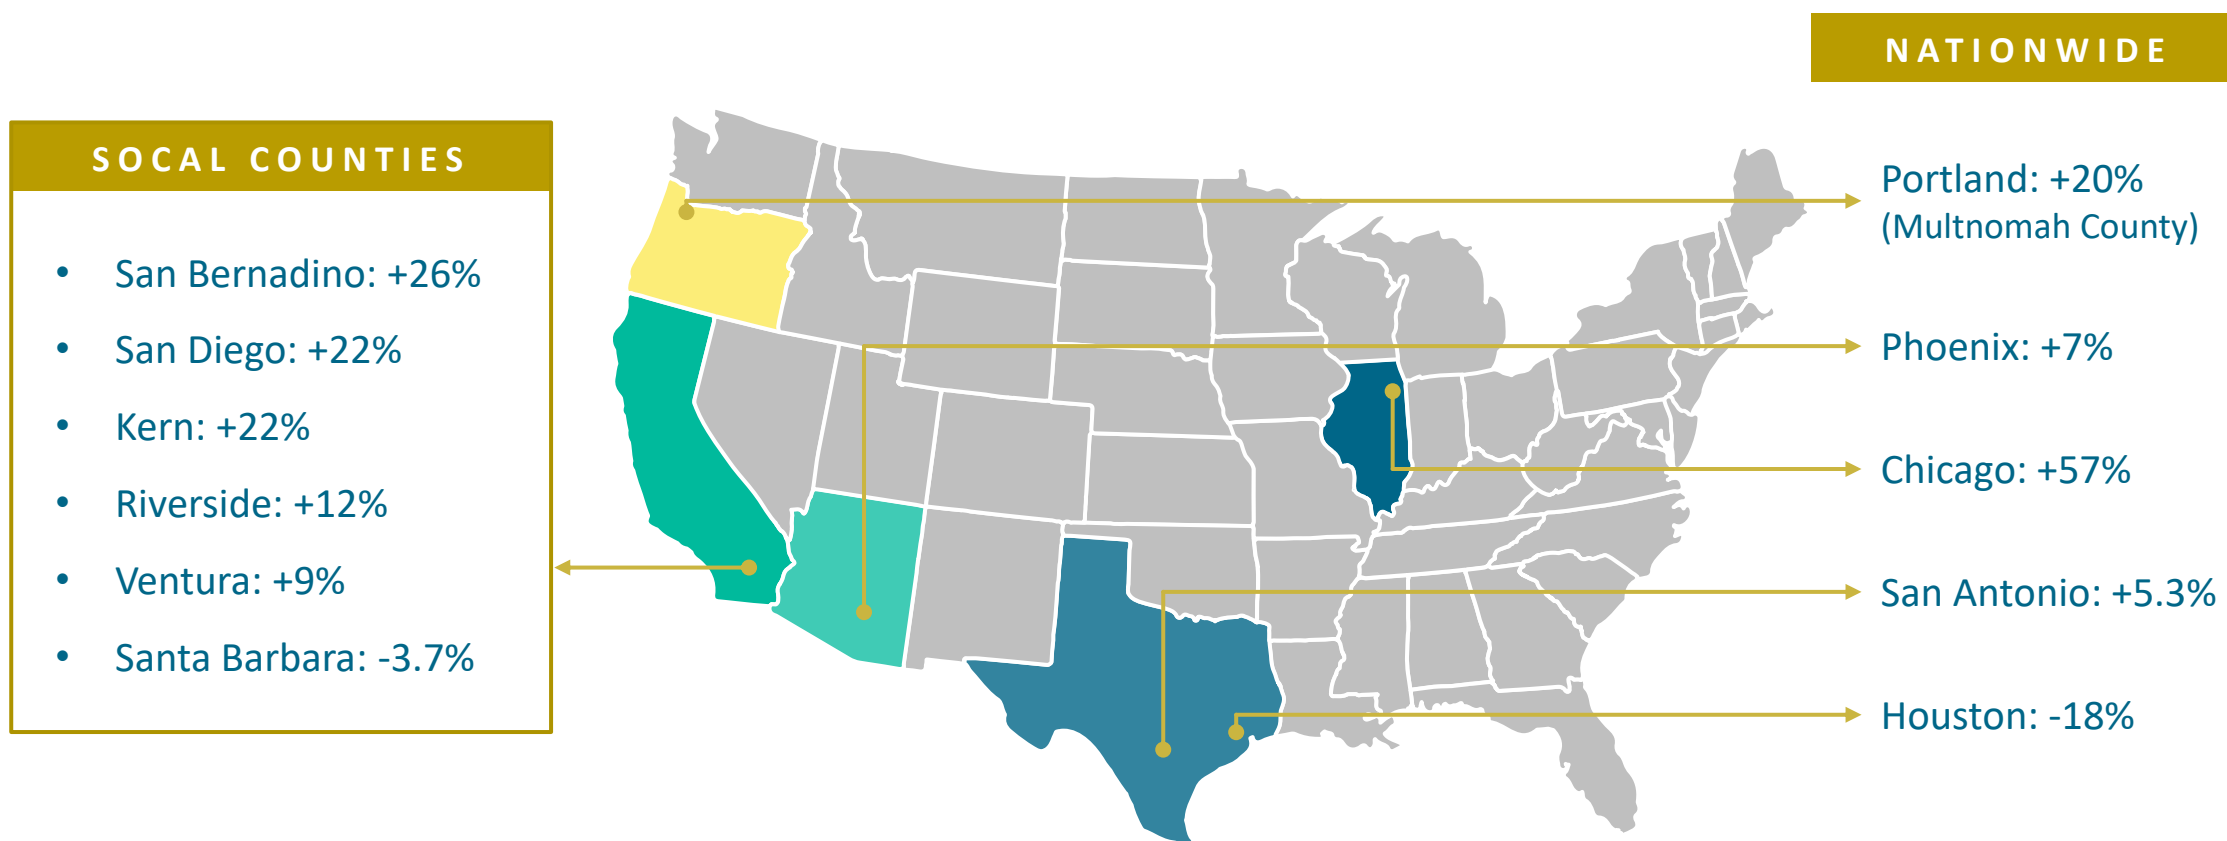 NATIONWIDE
SOCAL COUNTIES
• San Bernadino: +26%
• San Diego: +22%
• Kern: +22%
• Riverside: +12%
• Ventura: +9%
• Santa Barbara: -3.7%
Portland: +20%
(Multnomah County)
Phoenix: +7%
Chicago: +57%
San Antonio: +5.3%
Houston: -18%